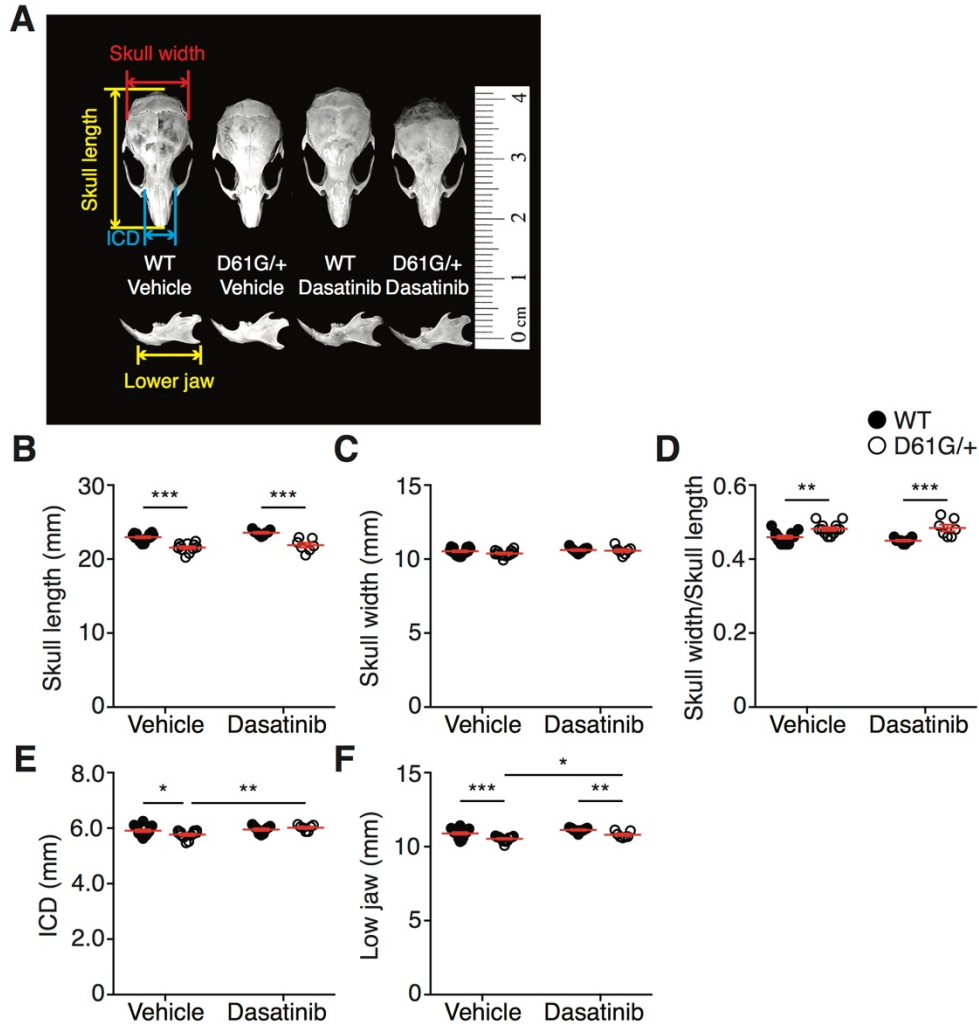 A
Skull width
Skull length
ICD
WT
Vehicle
D61G/+
Vehicle
WT
Dasatinib
D61G/+
Dasatinib
Lower jaw
4
3
2
1
0 cm
WT
D61G/+
B
Skull length (mm)
30
20
10
0
***
***
Vehicle
Dasatinib
C
Skull width (mm)
15
10
5
0
Vehicle
Dasatinib
D
Skull width/Skull length
0.6
0.4
0.2
0
**
***
Vehicle
Dasatinib
E
ICD (mm)
8.0
6.0
4.0
2.0
0
*
**
Vehicle
Dasatinib
F
Low jaw (mm)
15
10
5
0
***
*
**
Vehicle
Dasatinib